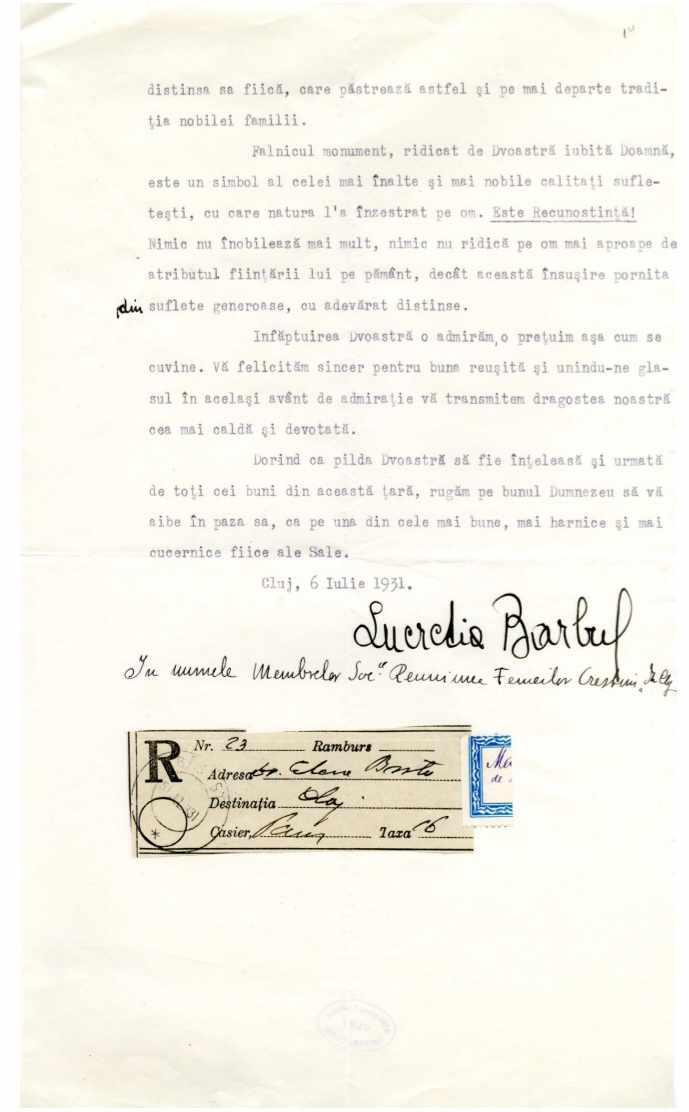 distinsa sa fiică, care păstrează astfel şi pe mai departe tradi-
ţia nobilei familii.
Falnicul monument, ridicat de Dvoastră iubită Doamnă,
este un simbol al celei mai înalte şi mai nobile calitaţi sufle-
teşti, cu care natura l'a înzestrat pe om. Este Recunostinţă!
Nimic nu înobilează mai mult, nimic nu ridică pe om mai aproape de
atributul fiinţării lui pe pământ, decât această însuşire pornita
din suflete generoase, cu adevărat distinse.
Infăptuirea Dvoastră o admirăm,o preţuim aşa cum se
cuvine. Vă felicităm sincer pentru buna reuşită şi unindu-ne gla-
sul în acelaşi avânt de admiraţie vă transmitem dragostea noastră
cea mai caldă şi devotată.
Dorind ca pilda Dvoastră să fie înţeleasă şi urmată
de toţi cei buni din această ţară, rugăm pe bunul Dumnezeu să vă
aibe în paza sa, ca pe una din cele mai bune, mai harnice şi mai
cucernice fiice ale Sale.
Cluj, 6 Iulie 1931.
Lucretia Barbul
In numele Membrelor Soc. Reuniunea Femeilor Creştine
R Nr. 23 Ramburs
Adresa
Destinaţia Cluj
Casier, Taxa 16